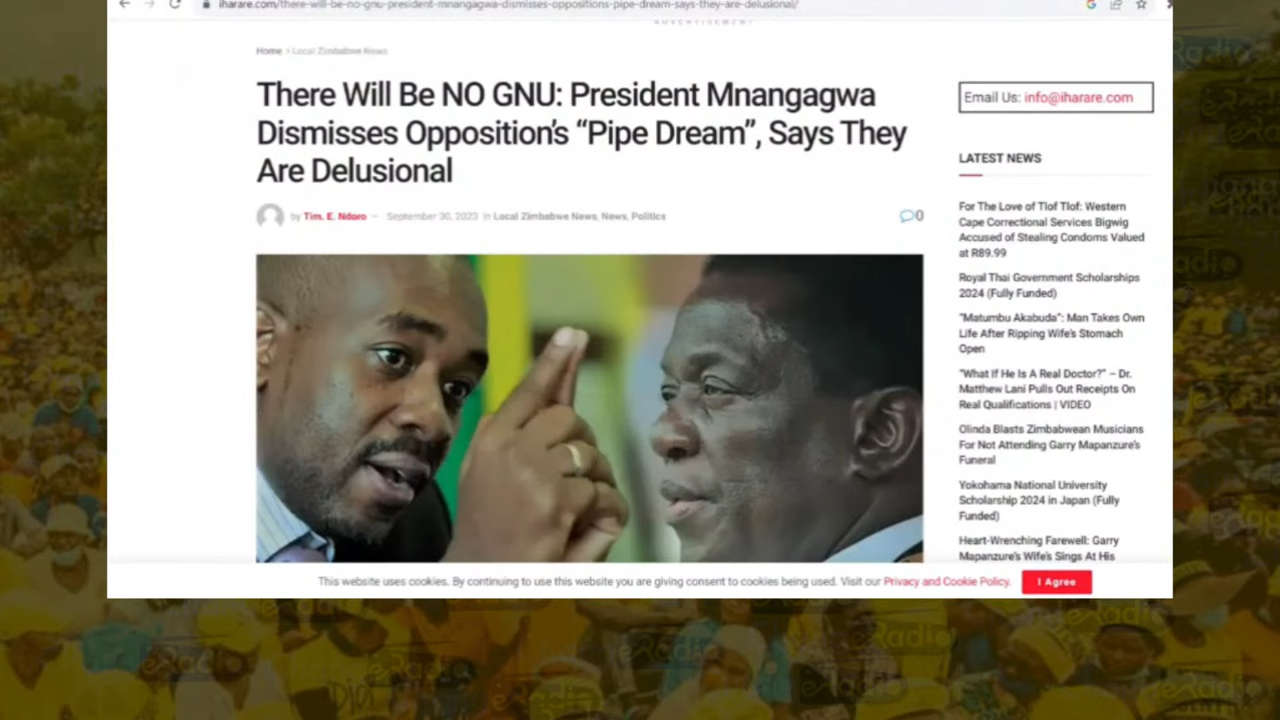 iharare.com/there-will-be-no-gnu-president-mnangagwa-dismisses-oppositions-pipe-dream-says-they-are-delusional/
ADVERTISEMENT
Home > Local Zimbabwe News
There Will Be NO GNU: President Mnangagwa
Dismisses Opposition's “Pipe Dream”, Says They
Are Delusional
by Tim. E. Ndoro — September 30, 2023 in Local Zimbabwe News, News, Politics
0
Email Us: info@iharare.com
LATEST NEWS
For The Love of Tlof Tlof: Western
Cape Correctional Services Bigwig
Accused of Stealing Condoms Valued
at R89.99
Royal Thai Government Scholarships
2024 (Fully Funded)
“Matumbu Akabuda”: Man Takes Own
Life After Ripping Wife's Stomach
Open
“What If He Is A Real Doctor?” – Dr.
Matthew Lani Pulls Out Receipts On
Real Qualifications | VIDEO
Olinda Blasts Zimbabwean Musicians
For Not Attending Garry Mapanzure's
Funeral
Yokohama National University
Scholarship 2024 in Japan (Fully
Funded)
Heart-Wrenching Farewell: Garry
Mapanzure's Wife's Sings At His
This website uses cookies. By continuing to use this website you are giving consent to cookies being used. Visit our Privacy and Cookie Policy.
I Agree